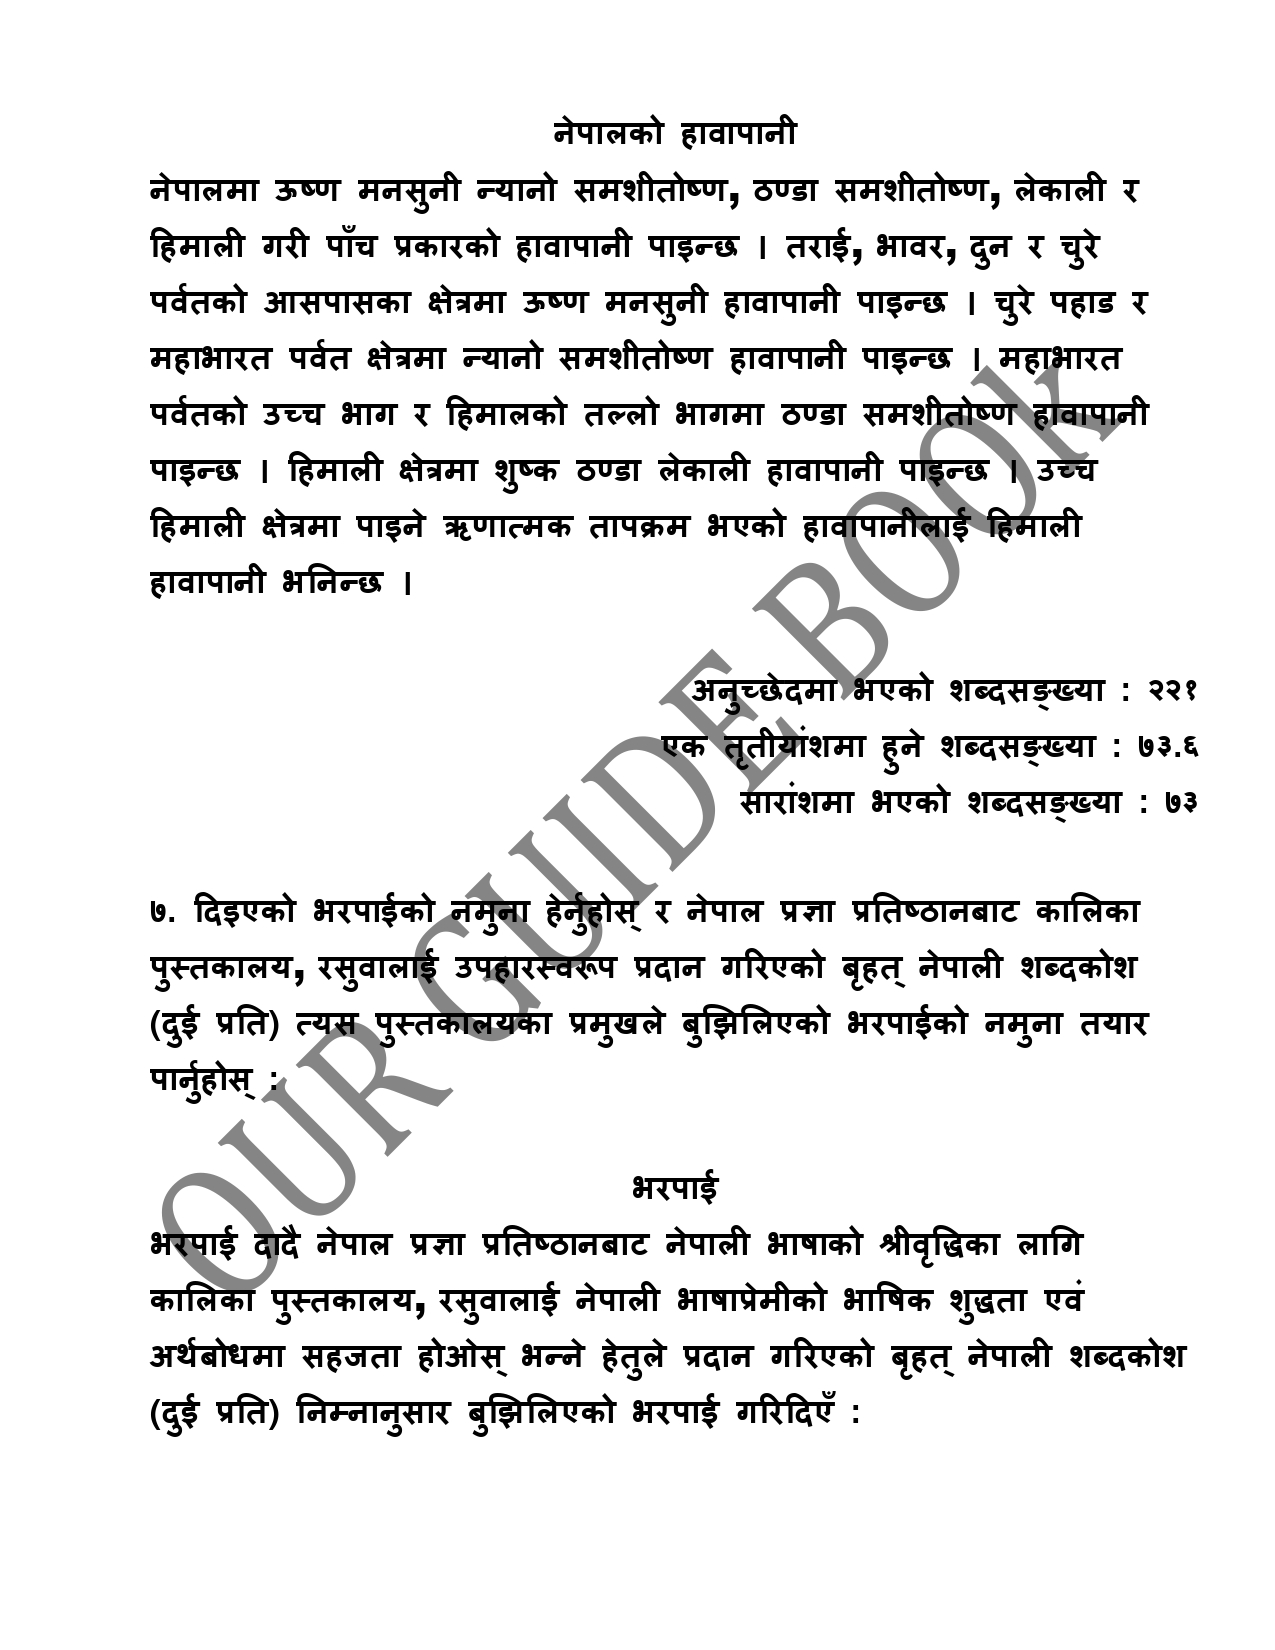 नेपालको हावापानी
नेपालमा ऊष्ण मनसुनी न्यानो समशीतोष्ण, ठण्डा समशीतोष्ण, लेकाली र
हिमाली गरी पाँच प्रकारको हावापानी पाइन्छ । तराई, भावर, दुन र चुरे
पर्वतको आसपासका क्षेत्रमा ऊष्ण मनसुनी हावापानी पाइन्छ । चुरे पहाड र
महाभारत पर्वत क्षेत्रमा न्यानो समशीतोष्ण हावापानी पाइन्छ । महाभारत
पर्वतको उच्च भाग र हिमालको तल्लो भागमा ठण्डा समशीतोष्ण हावापानी
पाइन्छ । हिमाली क्षेत्रमा शुष्क ठण्डा लेकाली हावापानी पाइन्छ । उच्च
हिमाली क्षेत्रमा पाइने ऋणात्मक तापक्रम भएको हावापानीलाई हिमाली
हावापानी भनिन्छ ।
अनुच्छेदमा भएको शब्दसङ्ख्या : २२१
एक तृतीयांशमा हुने शब्दसङ्ख्या : ७३.६
सारांशमा भएको शब्दसङ्ख्या : ७३
७. दिइएको भरपाईको नमुना हेर्नुहोस् र नेपाल प्रज्ञा प्रतिष्ठानबाट कालिका
पुस्तकालय, रसुवालाई उपहारस्वरूप प्रदान गरिएको बृहत् नेपाली शब्दकोश
(दुई प्रति) त्यस पुस्तकालयका प्रमुखले बुझिलिएको भरपाईको नमुना तयार
पार्नुहोस् :
भरपाई
भरपाई दादै नेपाल प्रज्ञा प्रतिष्ठानबाट नेपाली भाषाको श्रीवृद्धिका लागि
कालिका पुस्तकालय, रसुवालाई नेपाली भाषाप्रेमीको भाषिक शुद्धता एवं
अर्थबोधमा सहजता होओस् भन्ने हेतुले प्रदान गरिएको बृहत् नेपाली शब्दकोश
(दुई प्रति) निम्नानुसार बुझिलिएको भरपाई गरिदिएँ :
OUR GUIDE BOOk